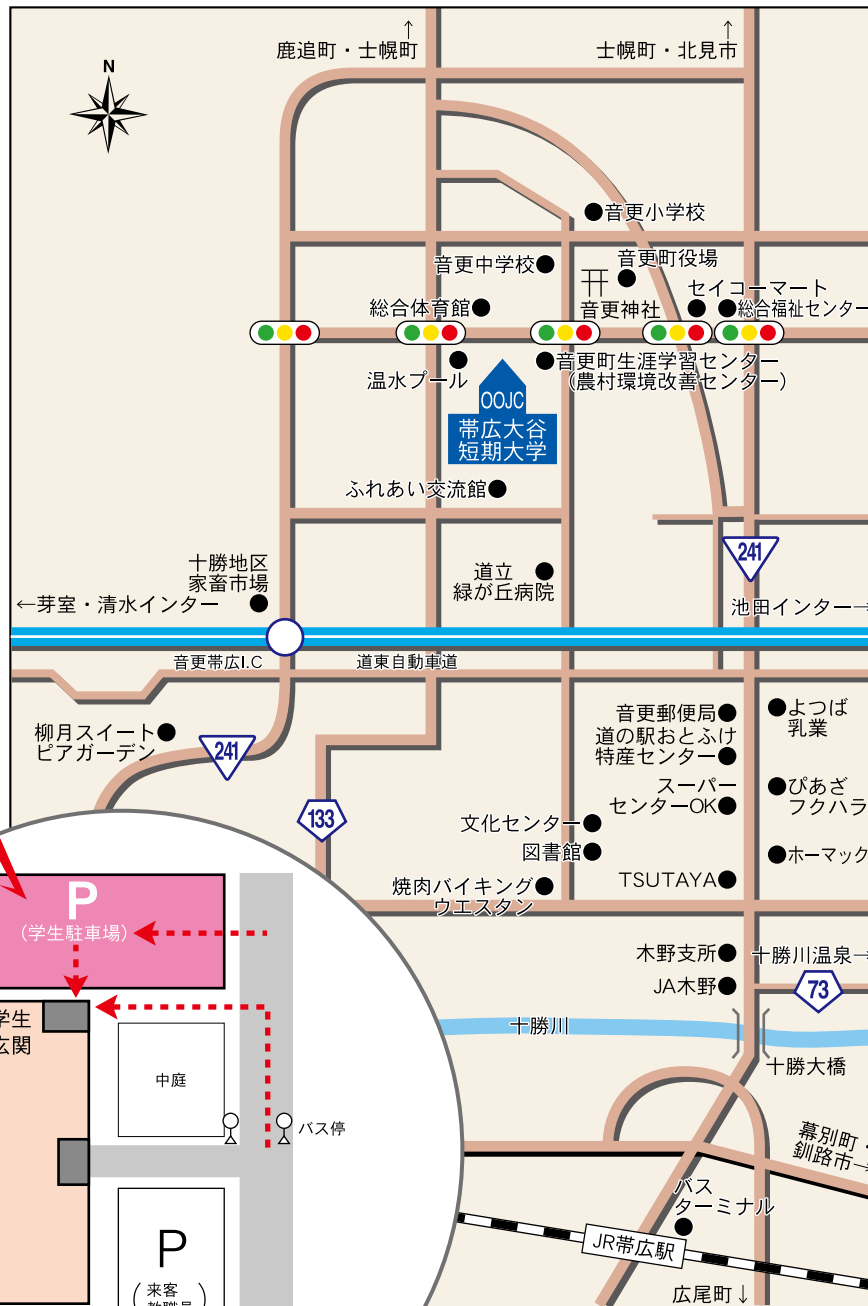 ↑
鹿追町・士幌町
↑
士幌町・北見市
N
音更小学校
音更中学校
音更町役場
総合体育館
音更神社
セイコーマート
総合福祉センター
温水プール
音更町生涯学習センター
(農村環境改善センター)
OOJC
帯広大谷
短期大学
ふれあい交流館
241
十勝地区
家畜市場
道立
緑が丘病院
←芽室・清水インター
池田インター→
音更帯広I.C
道東自動車道
柳月スイート
ピアガーデン
241
音更郵便局
道の駅おとふけ
特産センター
よつば
乳業
スーパー
センターOK
ぴあざ
フクハラ
133
文化センター
図書館
ホーマック
焼肉バイキング
ウエスタン
TSUTAYA
P
(学生駐車場)
木野支所
十勝川温泉→
JA木野
73
学生
玄関
十勝川
十勝大橋
中庭
バス停
幕別町・
釧路市→
バス
ターミナル
P
JR帯広駅
来客
教職員
広尾町↓